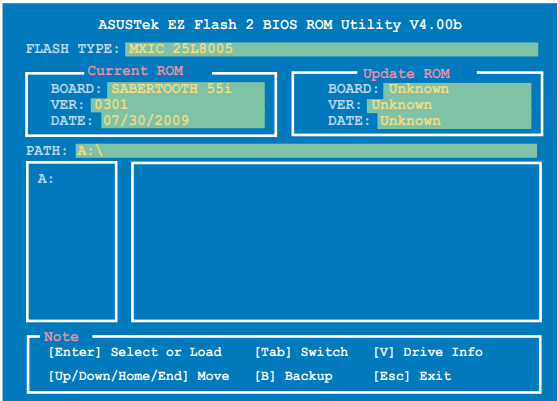 ASUSTek EZ Flash 2 BIOS ROM Utility V4.00b
FLASH TYPE: MXIC 25L8005
Current ROM
BOARD: SABERTOOTH 55i
VER: 0301
DATE: 07/30/2009
Update ROM
BOARD: Unknown
VER: Unknown
DATE: Unknown
PATH: A:\
A:
Note
[Enter] Select or Load [Tab] Switch [V] Drive Info
[Up/Down/Home/End] Move [B] Backup [Esc] Exit